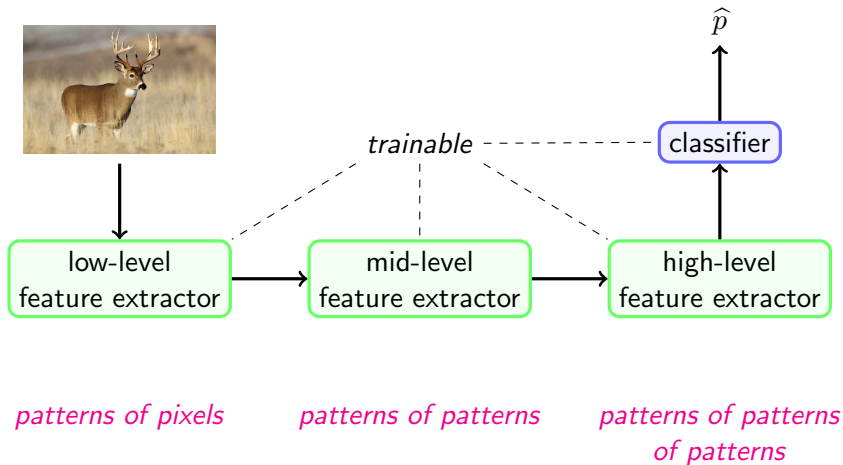 p̂
trainable
classifier
low-level
feature extractor
mid-level
feature extractor
high-level
feature extractor
patterns of pixels
patterns of patterns
patterns of patterns
of patterns